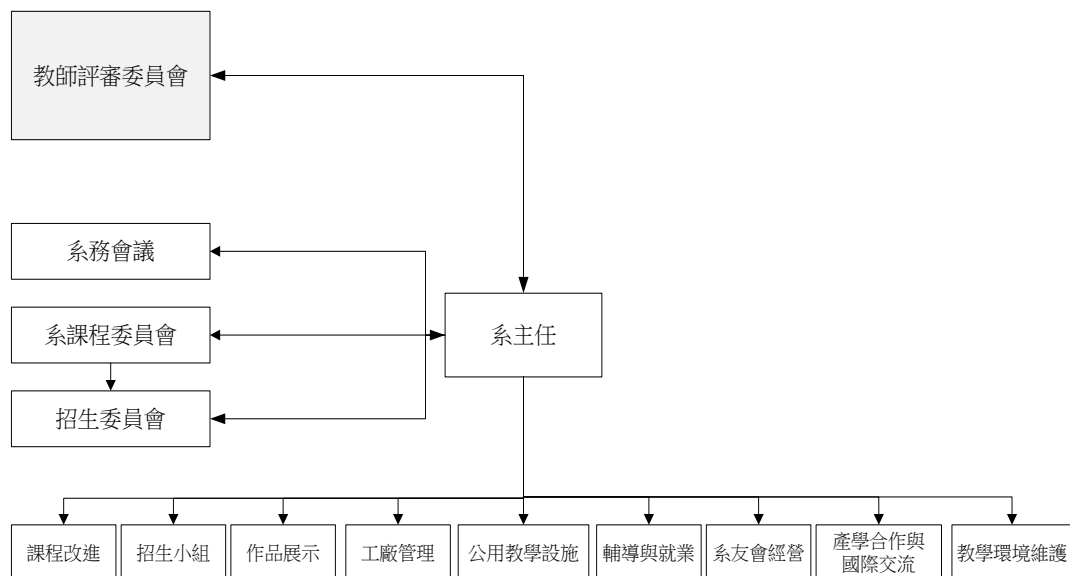 教師評審委員會
系務會議
系課程委員會
系主任
招生委員會
課程改進
招生小組
作品展示
工廠管理
公用教學設施
輔導與就業
系友會經營
產學合作與
國際交流
教學環境維護